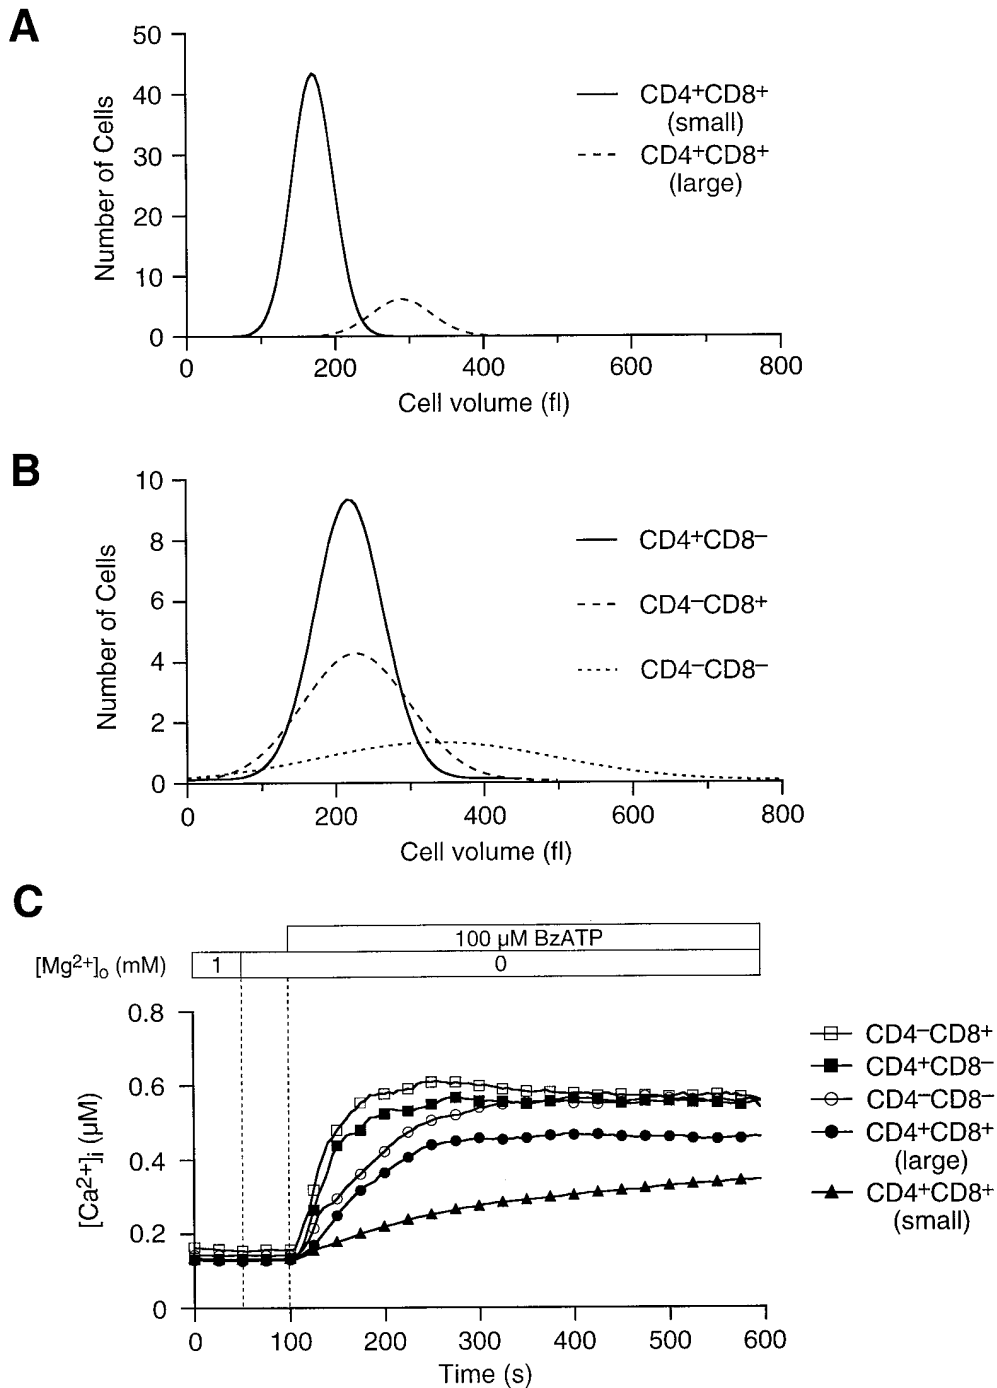 A
50
40
30
20
10
0
Number of Cells
0 200 400 600 800
Cell volume (fl)
CD4⁺CD8⁺
(small)
CD4⁺CD8⁺
(large)
B
10
8
6
4
2
0
Number of Cells
0 200 400 600 800
Cell volume (fl)
CD4⁺CD8⁻
CD4⁻CD8⁺
CD4⁻CD8⁻
C
100 µM BzATP
[Mg²⁺]ₒ (mM) 1 0
0.8
0.6
0.4
0.2
0
[Ca²⁺]ᵢ (µM)
0 100 200 300 400 500 600
Time (s)
CD4⁻CD8⁺
CD4⁺CD8⁻
CD4⁻CD8⁻
CD4⁺CD8⁺
(large)
CD4⁺CD8⁺
(small)